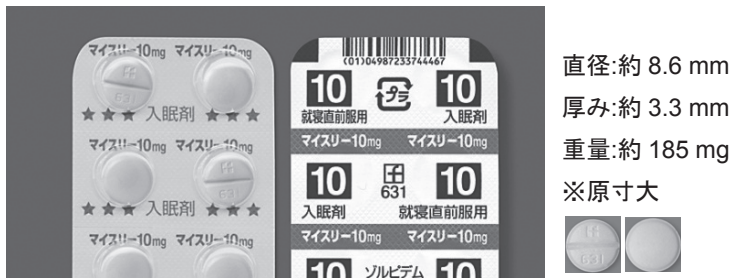 マイスリー10mg マイスリー10mg
631
★★★ 入眠剤 ★★★
マイスリー10mg マイスリー10mg
631
★★★ 入眠剤 ★★★
マイスリー10mg マイスリー10mg
(01)04987233744467
10 プラ 10
就寝直前服用 入眠剤
マイスリー10mg マイスリー10mg
10 631 10
入眠剤 就寝直前服用
マイスリー10mg マイスリー10mg
10 ゾルピデム 10
直径:約 8.6 mm
厚み:約 3.3 mm
重量:約 185 mg
※原寸大
631